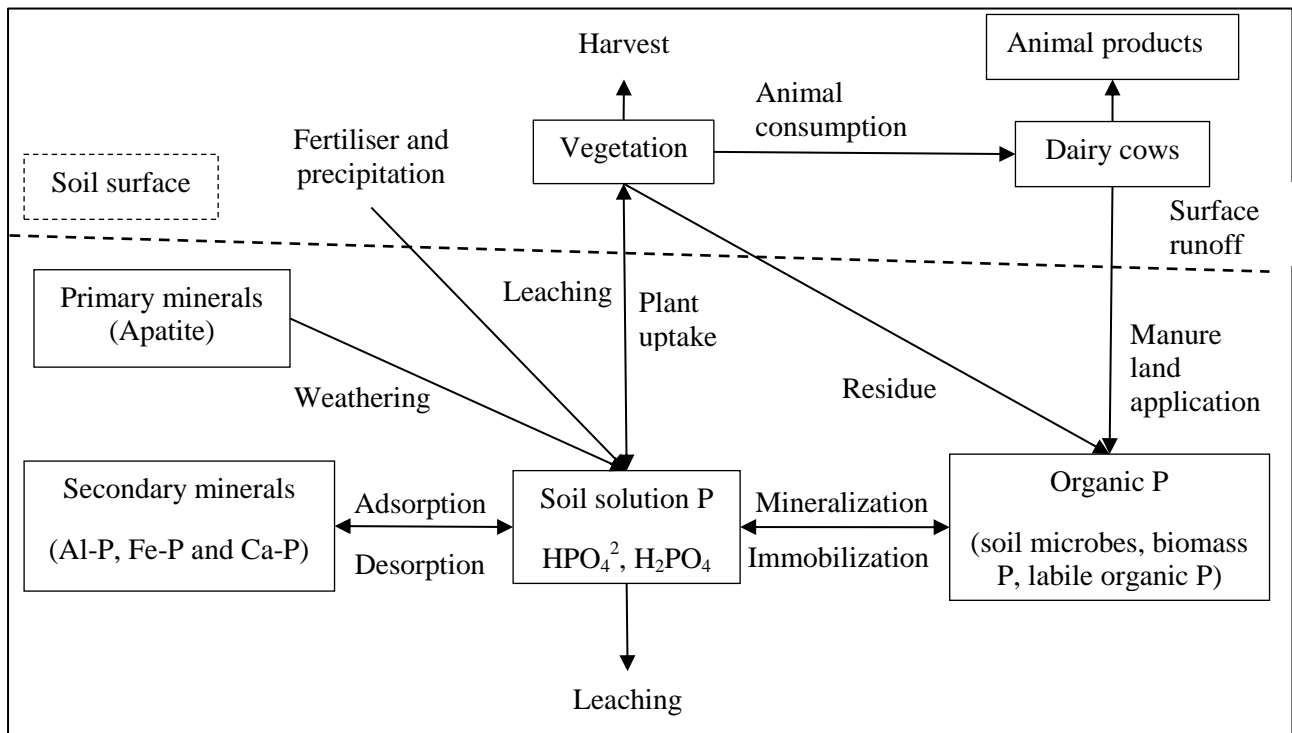 Harvest
Animal products
Animal
consumption
Fertiliser and
precipitation
Vegetation
Dairy cows
Soil surface
Surface
runoff
Primary minerals
(Apatite)
Leaching
Plant
uptake
Manure
land
application
Weathering
Residue
Secondary minerals
(Al-P, Fe-P and Ca-P)
Adsorption
Desorption
Soil solution P
HPO₄², H₂PO₄
Mineralization
Immobilization
Organic P
(soil microbes, biomass
P, labile organic P)
Leaching